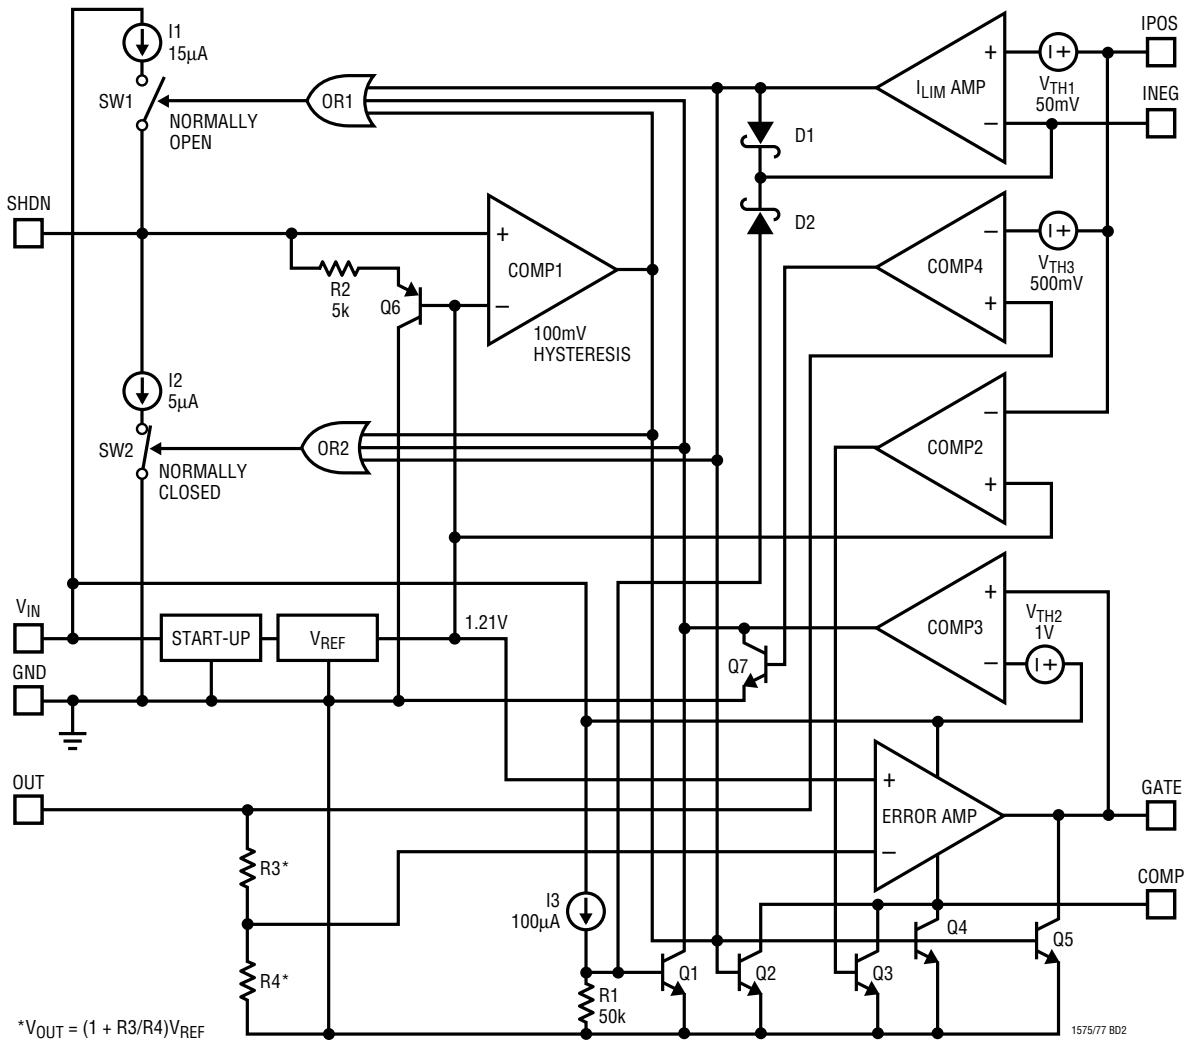 I1
15µA
SW1
NORMALLY
OPEN
OR1
ILIM AMP
+
−
VTH1
50mV
IPOS
INEG
D1
D2
SHDN
R2
5k
Q6
COMP1
+
−
100mV
HYSTERESIS
COMP4
−
+
VTH3
500mV
I2
5µA
SW2
NORMALLY
CLOSED
OR2
COMP2
−
+
VIN
START-UP
VREF
1.21V
GND
Q7
COMP3
+
−
VTH2
1V
OUT
ERROR AMP
+
−
GATE
COMP
R3*
R4*
I3
100µA
R1
50k
Q1
Q2
Q3
Q4
Q5
*VOUT = (1 + R3/R4)VREF
1575/77 BD2